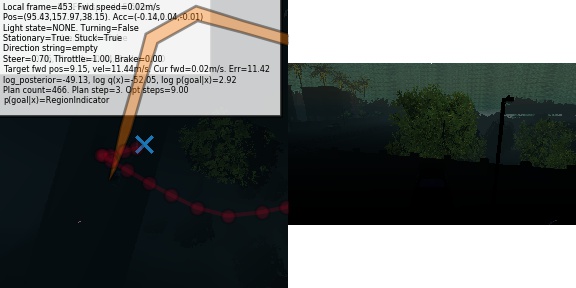 Local frame=453. Fwd speed=0.02m/s
Pos=(95.43,157.97,38.15). Acc=(-0.14,0.04,-0.01)
Light state=NONE. Turning=False
Stationary=True. Stuck=True
Direction string=empty
Steer=0.70, Throttle=1.00, Brake=0.00
Target fwd pos=9.15, vel=11.44m/s. Cur fwd=0.02m/s. Err=11.42
log_posterior=-49.13, log q(x)=-52.05, log p(goal|x)=2.92
Plan count=466. Plan step=3. Opt steps=9.00
p(goal|x)=RegionIndicator